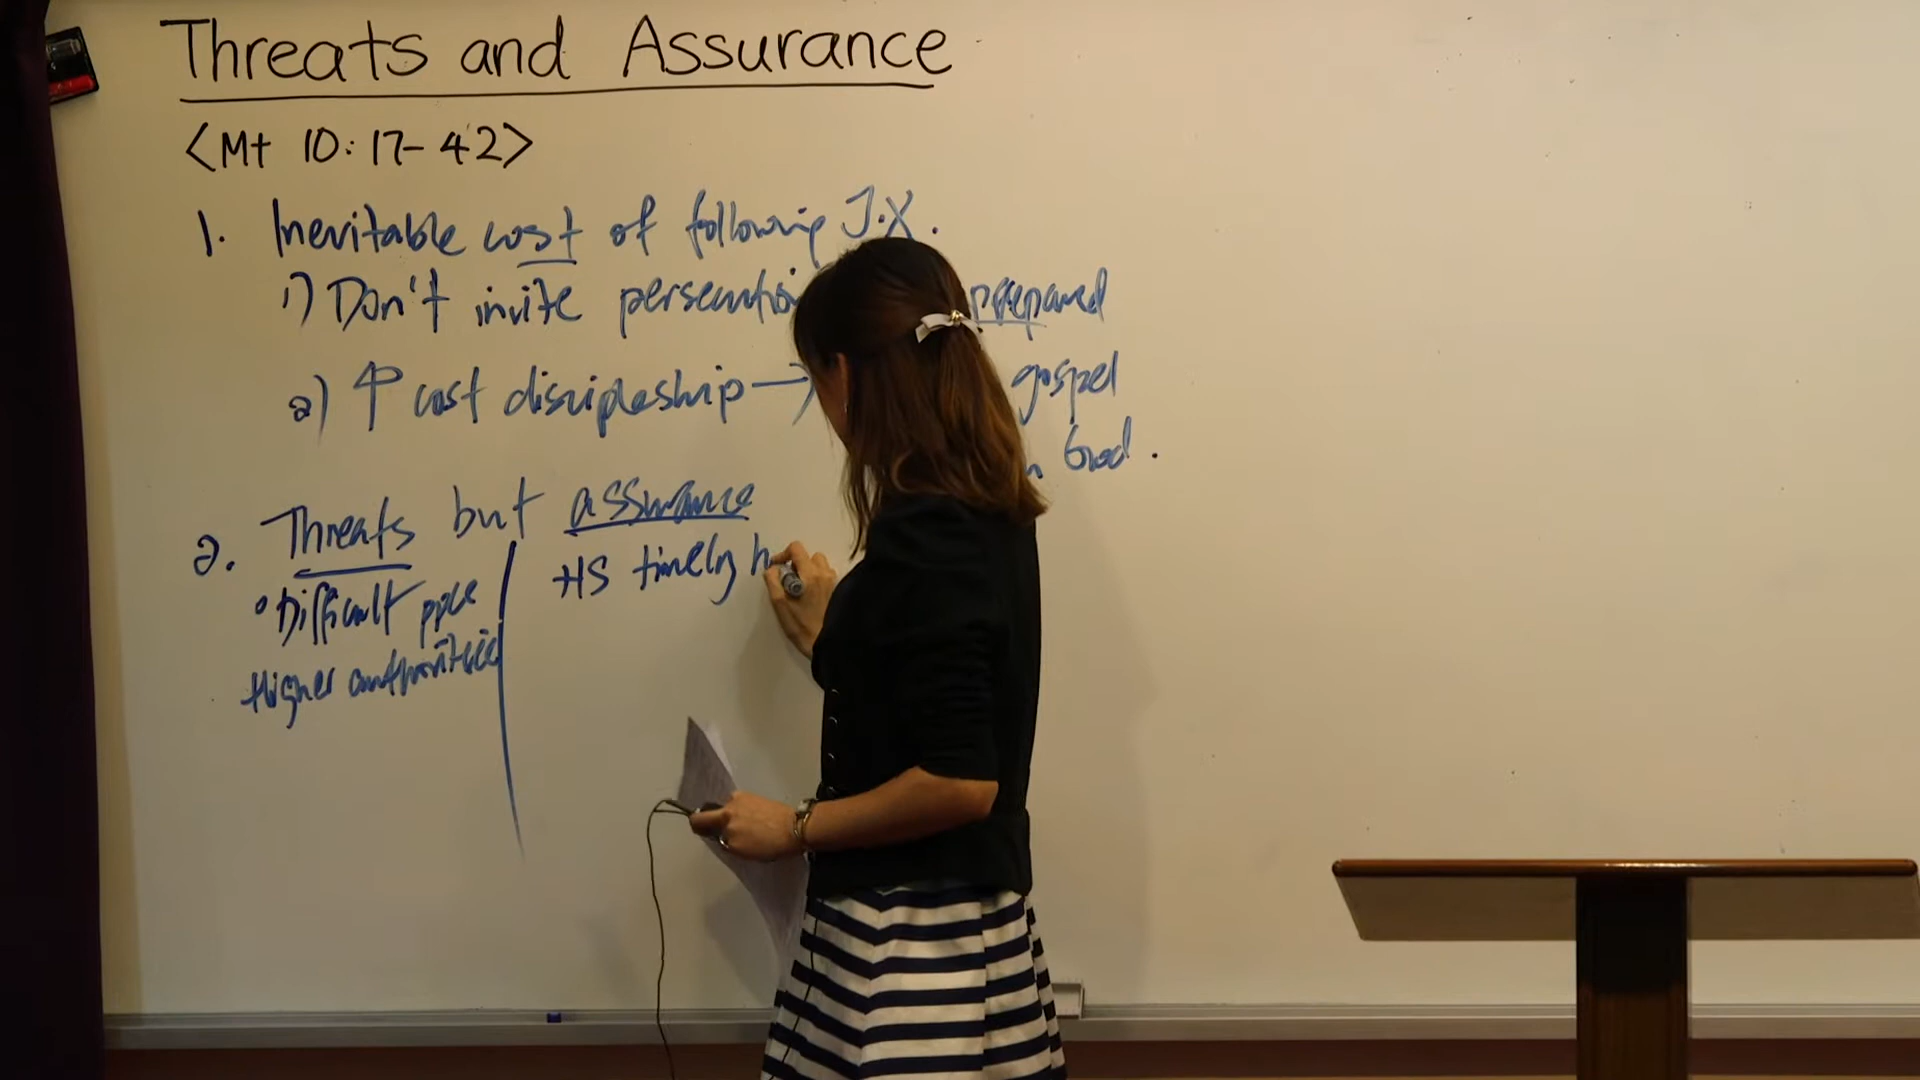 Threats and Assurance
<Mt 10:17-42>
1. Inevitable cost of following J.X.
1) Don't invite persecutio prepared
2) ↑ cost discipleship → gospel
God.
2. Threats but assurance
• Difficult pple
HS timely h
Higher authorities